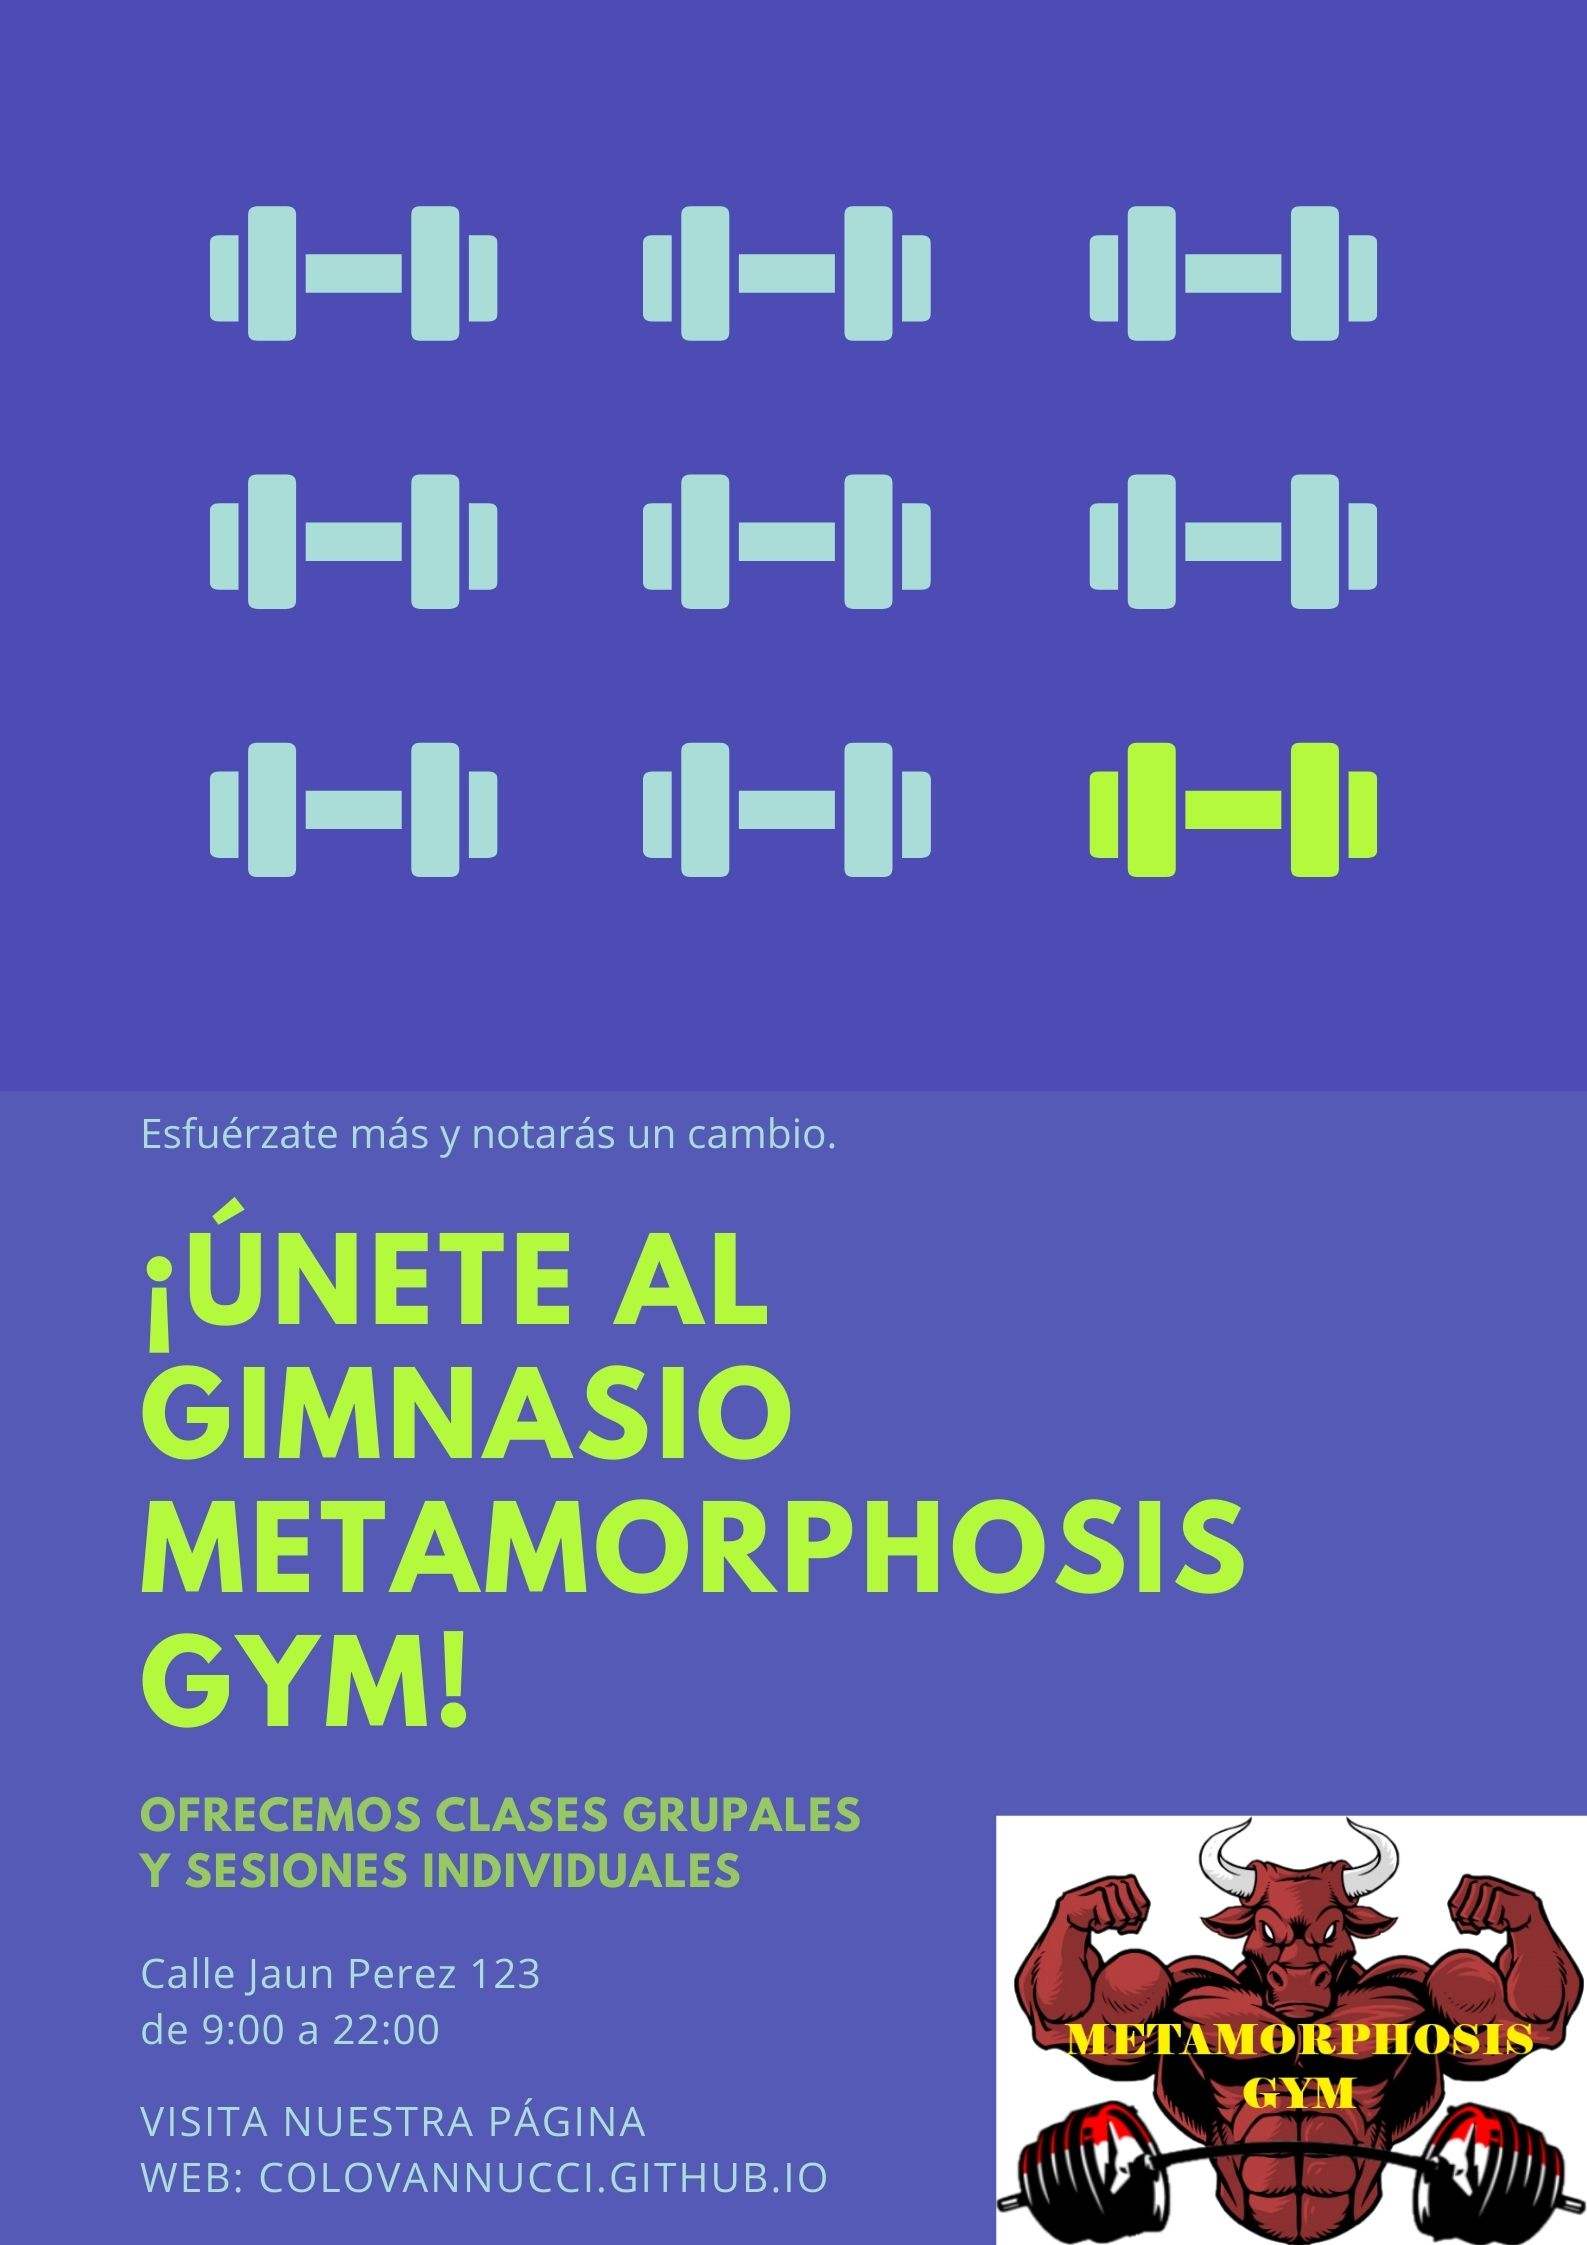 Esfuérzate más y notarás un cambio.
¡ÚNETE AL
GIMNASIO
METAMORPHOSIS
GYM!
OFRECEMOS CLASES GRUPALES
Y SESIONES INDIVIDUALES
Calle Jaun Perez 123
de 9:00 a 22:00
VISITA NUESTRA PÁGINA
WEB: COLOVANNUCCI.GITHUB.IO
METAMORPHOSIS
GYM